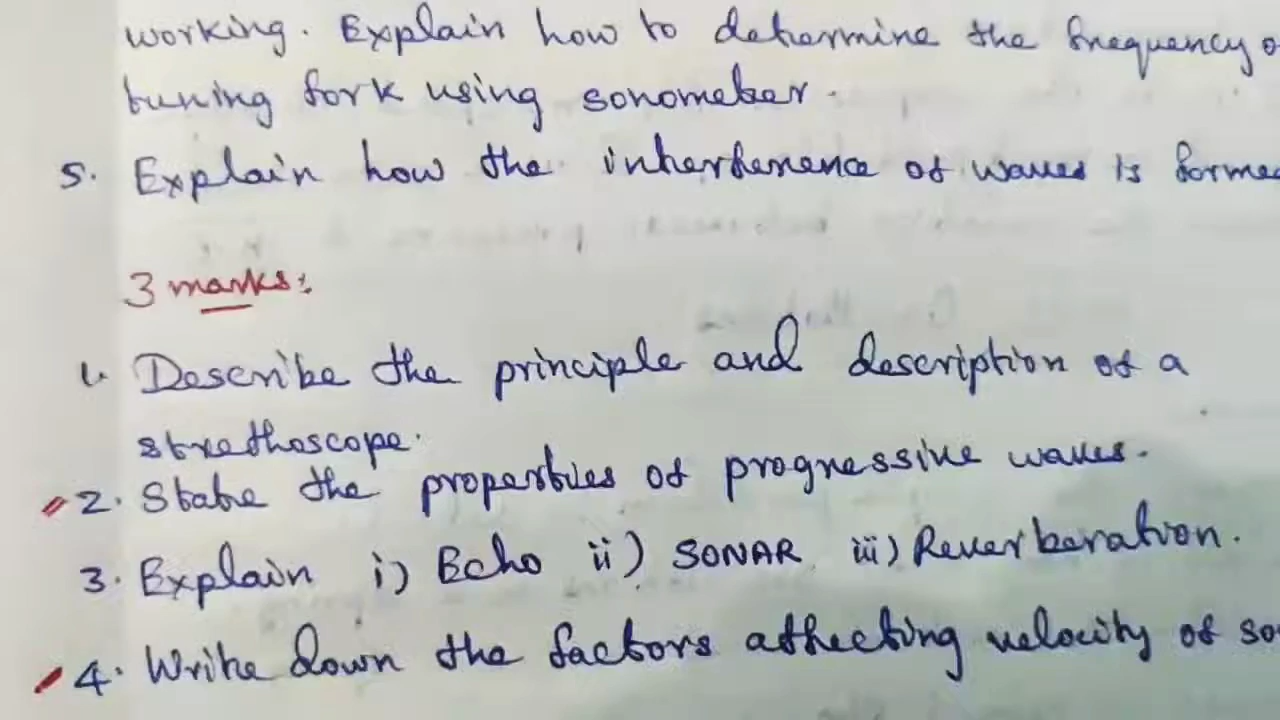 working. Explain how to determine the frequency o
tuning fork using sonometer.
5. Explain how the interference of waves is forme
3 marks:
1. Describe the principle and description of a
strethoscope.
2. State the properties of progressive waves.
3. Explain i) Echo ii) SONAR iii) Reverberation.
4. Write down the factors affecting velocity of so